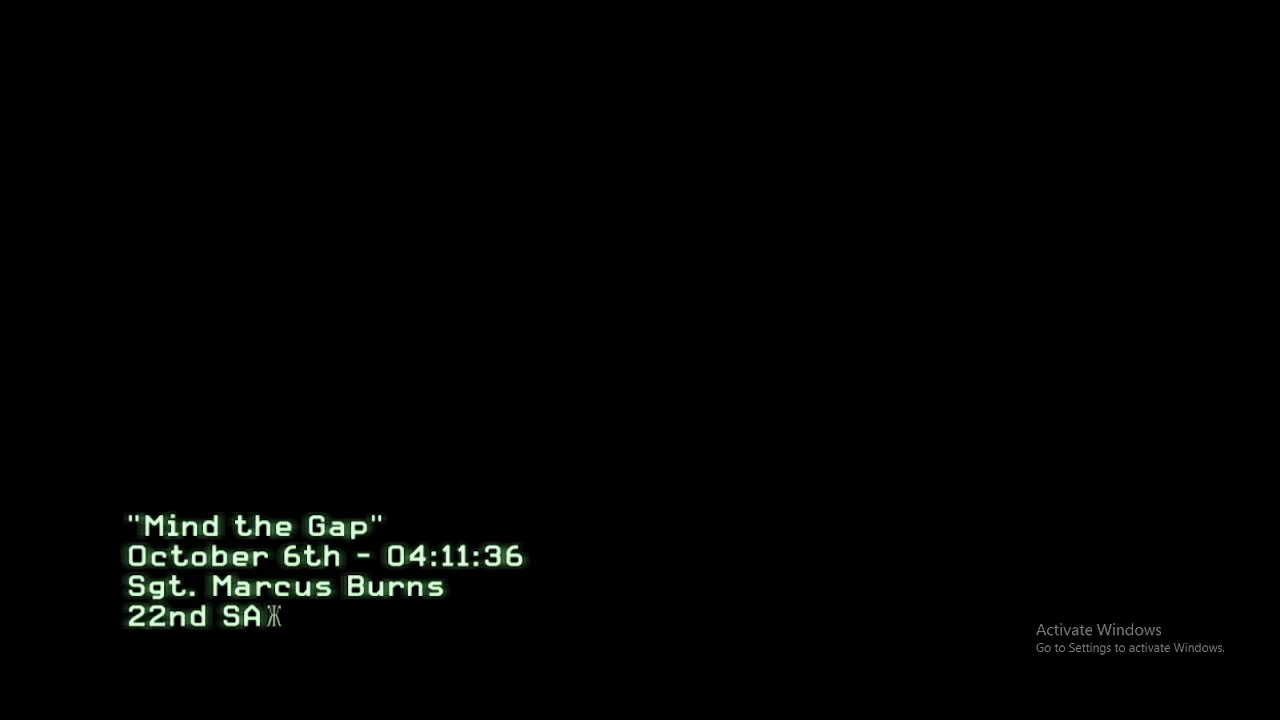 "Mind the Gap"
October 6th - 04:11:36
Sgt. Marcus Burns
22nd SAЖ
Activate Windows
Go to Settings to activate Windows.